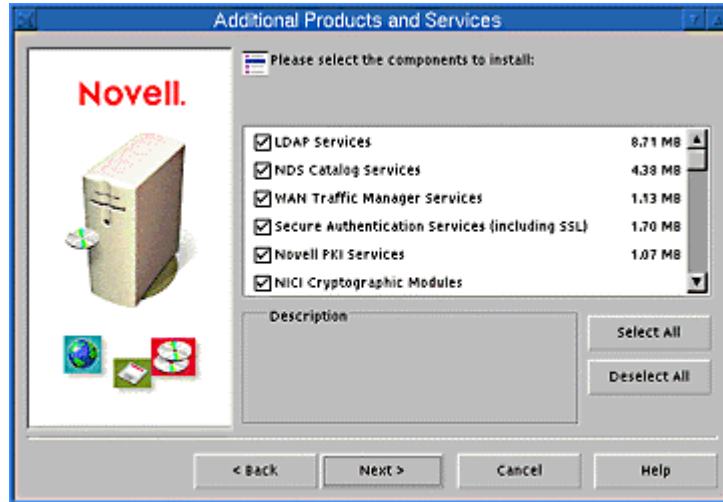 Additional Products and Services
Novell.
Please select the components to install:
LDAP Services 8.71 MB
NDS Catalog Services 4.38 MB
WAN Traffic Manager Services 1.13 MB
Secure Authentication Services (including SSL) 1.70 MB
Novell PKI Services 1.07 MB
NICI Cryptographic Modules
Description
Select All
Deselect All
< Back Next > Cancel Help